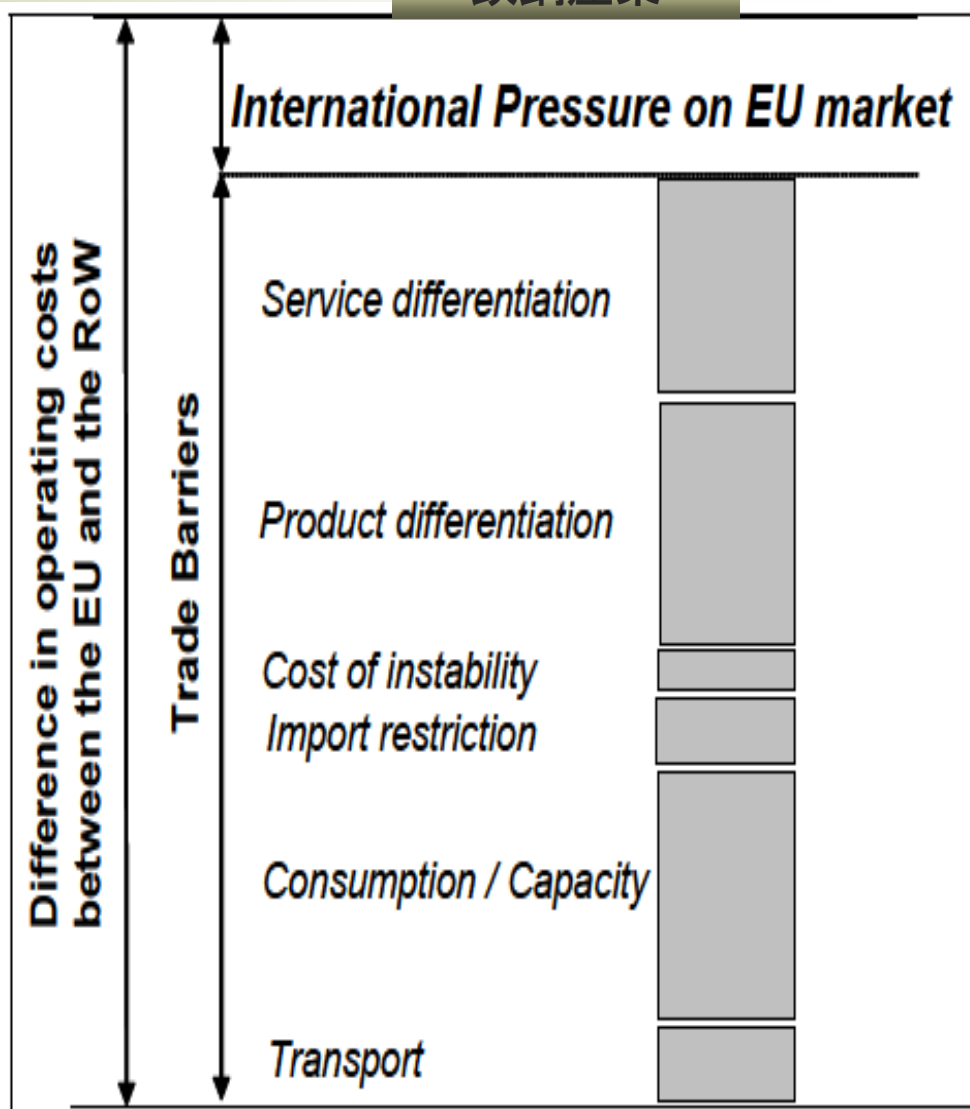 International Pressure on EU market
Difference in operating costs
between the EU and the RoW
Trade Barriers
Service differentiation
Product differentiation
Cost of instability
Import restriction
Consumption / Capacity
Transport